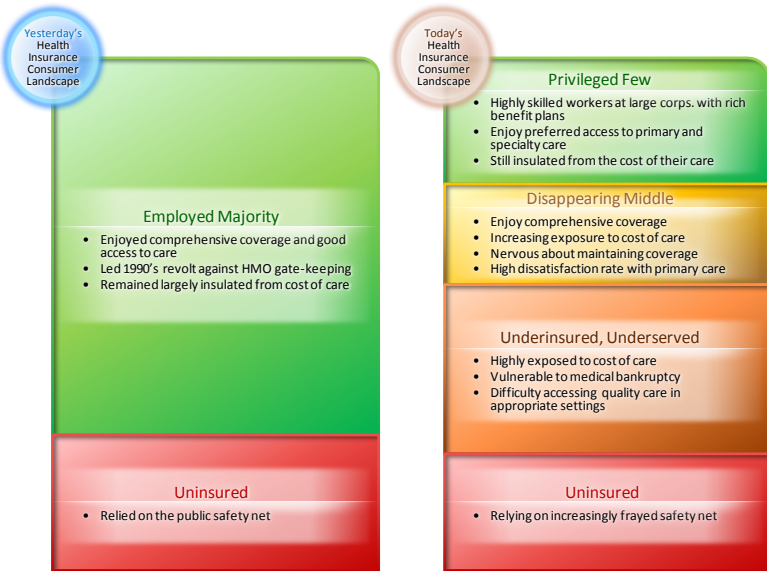 Yesterday's
Health
Insurance
Consumer
Landscape
Employed Majority
• Enjoyed comprehensive coverage and good
access to care
• Led 1990's revolt against HMO gate-keeping
• Remained largely insulated from cost of care
Uninsured
• Relied on the public safety net
Today's
Health
Insurance
Consumer
Landscape
Privileged Few
• Highly skilled workers at large corps. with rich
benefit plans
• Enjoy preferred access to primary and
specialty care
• Still insulated from the cost of their care
Disappearing Middle
• Enjoy comprehensive coverage
• Increasing exposure to cost of care
• Nervous about maintaining coverage
• High dissatisfaction rate with primary care
Underinsured, Underserved
• Highly exposed to cost of care
• Vulnerable to medical bankruptcy
• Difficulty accessing quality care in
appropriate settings
Uninsured
• Relying on increasingly frayed safety net